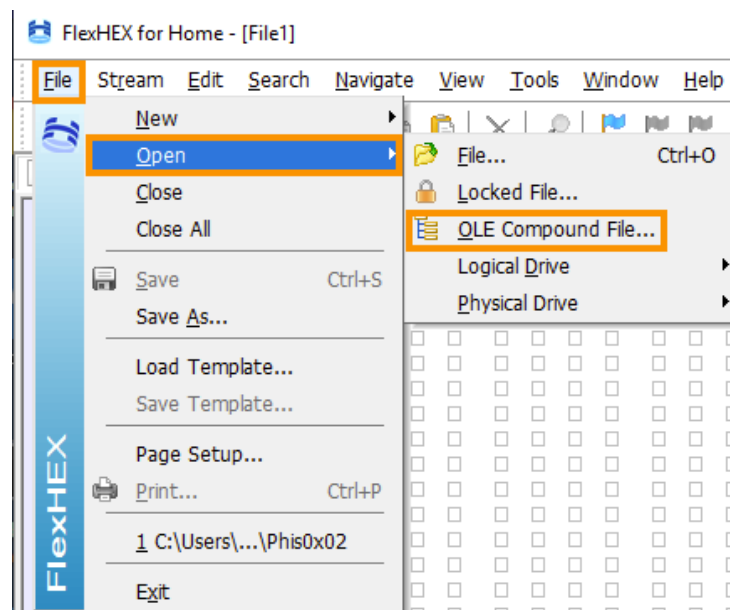 FlexHEX for Home - [File1]
File Stream Edit Search Navigate View Tools Window Help
New
Open
Close
Close All
Save Ctrl+S
Save As...
Load Template...
Save Template...
Page Setup...
Print... Ctrl+P
1 C:\Users\...\Phis0x02
Exit
File... Ctrl+O
Locked File...
OLE Compound File...
Logical Drive
Physical Drive
FlexHEX